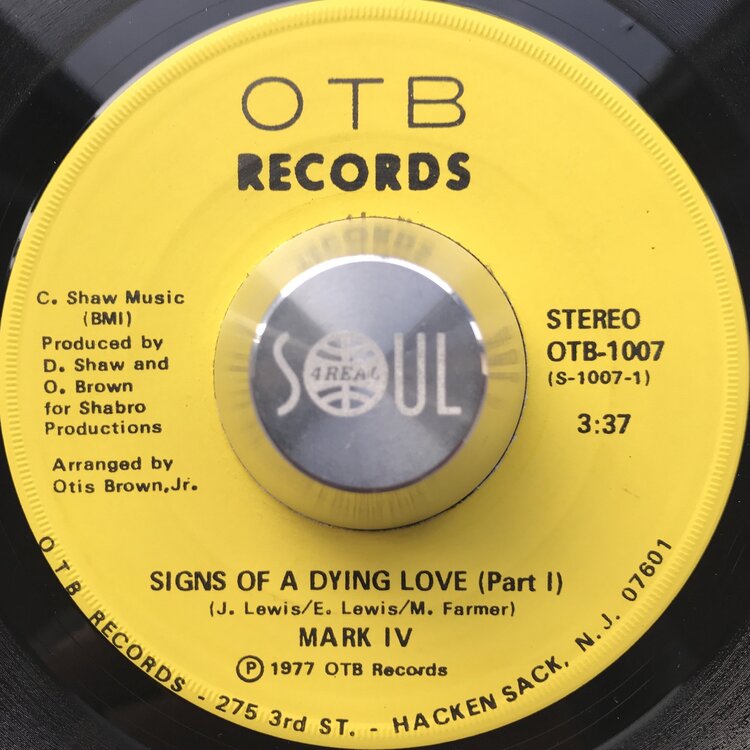 OTB
RECORDS
C. Shaw Music
(BMI)
Produced by
D. Shaw and
O. Brown
for Shabro
Productions
Arranged by
Otis Brown,Jr.
SOUL
4REAL
STEREO
OTB-1007
(S-1007-1)
3:37
SIGNS OF A DYING LOVE (Part I)
(J. Lewis/E. Lewis/M. Farmer)
MARK IV
Ⓟ 1977 OTB Records
OTB RECORDS - 275 3rd ST. - HACKEN SACK, N.J. 07601